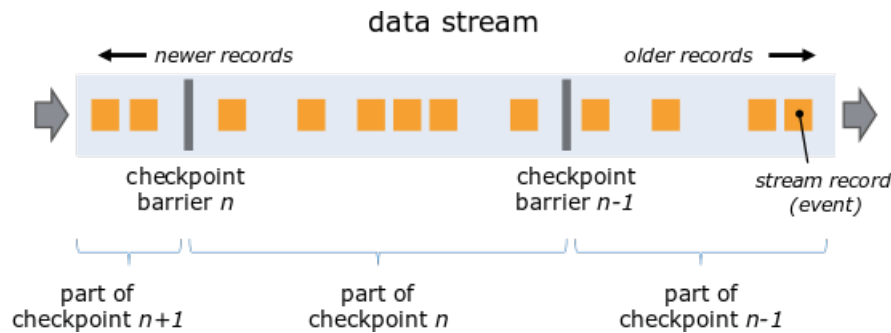 data stream
newer records
older records
checkpoint
barrier n
checkpoint
barrier n-1
stream record
(event)
part of
checkpoint n+1
part of
checkpoint n
part of
checkpoint n-1